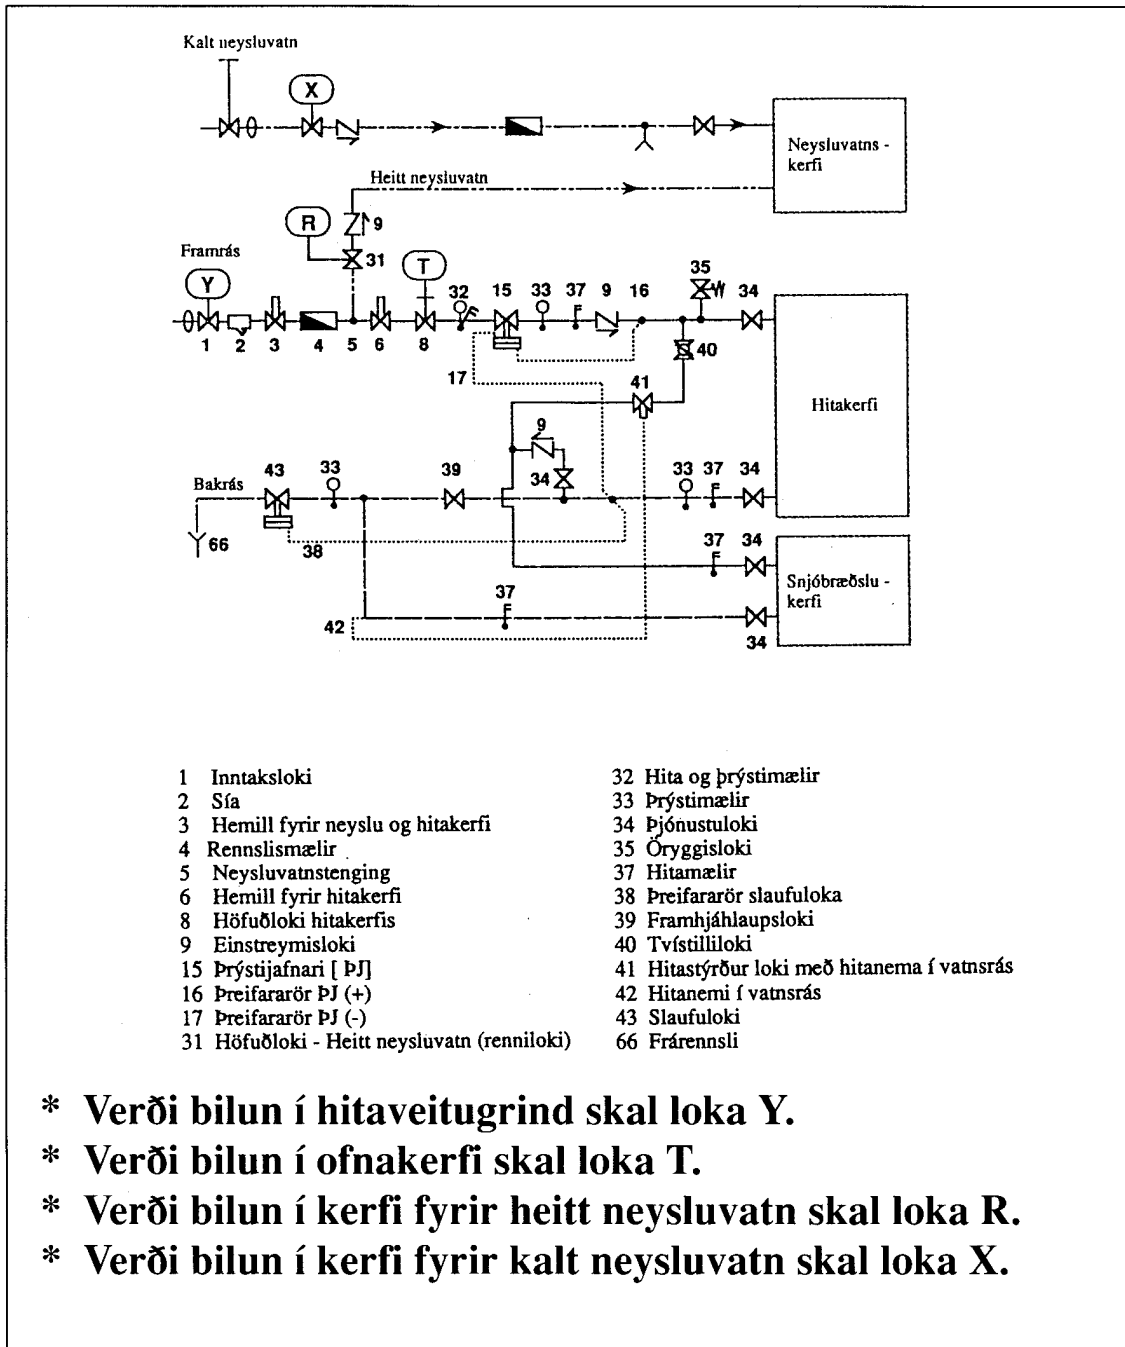 Kalt neysluvatn
X
Neysluvatns -
kerfi
Heitt neysluvatn
R
9
31
Framrás
Y
T
35
32 15 33 37 9 16 34
1 2 3 4 5 6 8
40
17
41
Hitakerfi
9
Bakrás
43 33 39 34 33 37 34
66
38
37 34
Snjóbræðslu -
kerfi
37
42
34
1 Inntaksloki
2 Sía
3 Hemill fyrir neyslu og hitakerfi
4 Rennslismælir
5 Neysluvatnstenging
6 Hemill fyrir hitakerfi
8 Höfuðloki hitakerfis
9 Einstreymisloki
15 Þrýstijafnari [ ÞJ]
16 Þreifararör ÞJ (+)
17 Þreifararör ÞJ (-)
31 Höfuðloki - Heitt neysluvatn (renniloki)
32 Hita og þrýstimælir
33 Þrýstimælir
34 Þjónustuloki
35 Öryggisloki
37 Hitamælir
38 Þreifararör slaufuloka
39 Framhjáhlaupsloki
40 Tvístilliloki
41 Hitastýrður loki með hitanema í vatnsrás
42 Hitanemi í vatnsrás
43 Slaufuloki
66 Frárennsli
* Verði bilun í hitaveitugrind skal loka Y.
* Verði bilun í ofnakerfi skal loka T.
* Verði bilun í kerfi fyrir heitt neysluvatn skal loka R.
* Verði bilun í kerfi fyrir kalt neysluvatn skal loka X.